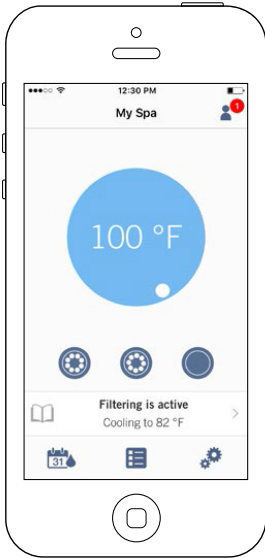 12:30 PM
My Spa
1
100 °F
Filtering is active
Cooling to 82 °F
31